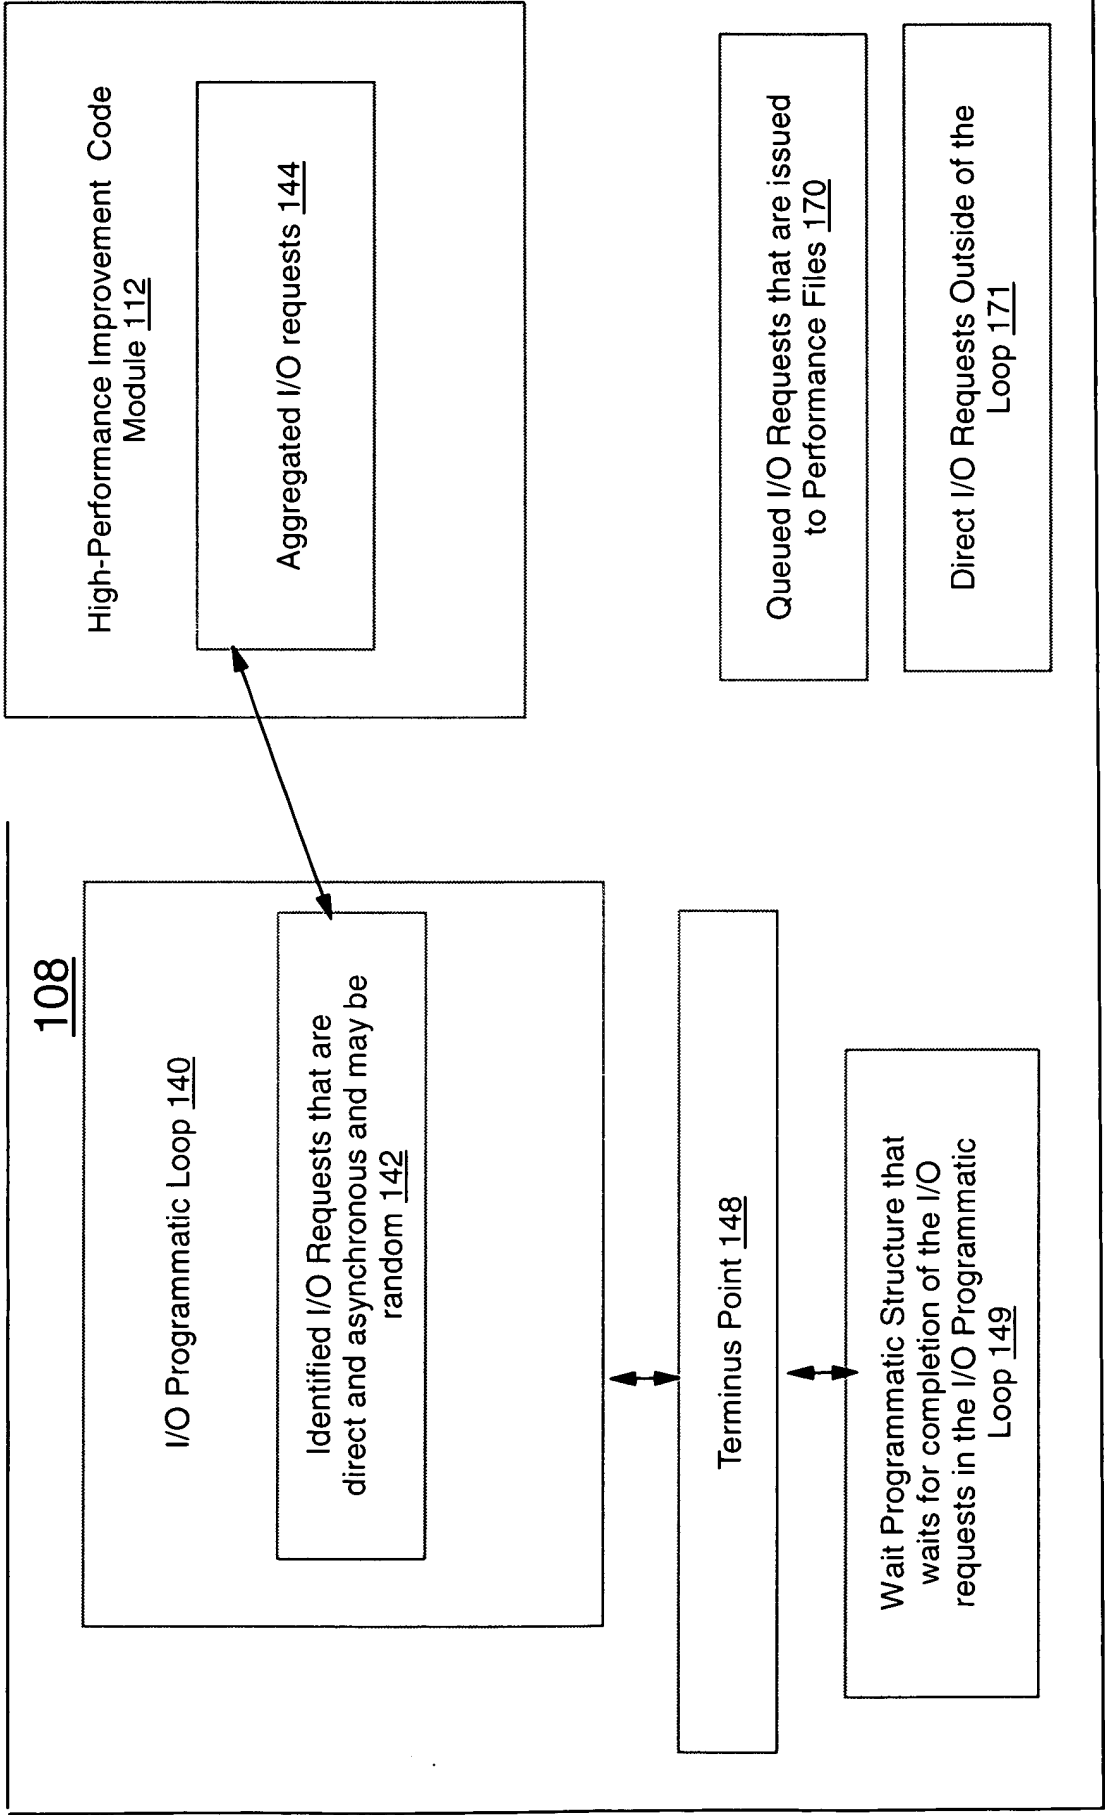 108
I/O Programmatic Loop 140
Identified I/O Requests that are
direct and asynchronous and may be
random 142
Terminus Point 148
Wait Programmatic Structure that
waits for completion of the I/O
requests in the I/O Programmatic
Loop 149
High-Performance Improvement Code
Module 112
Aggregated I/O requests 144
Queued I/O Requests that are issued
to Performance Files 170
Direct I/O Requests Outside of the
Loop 171